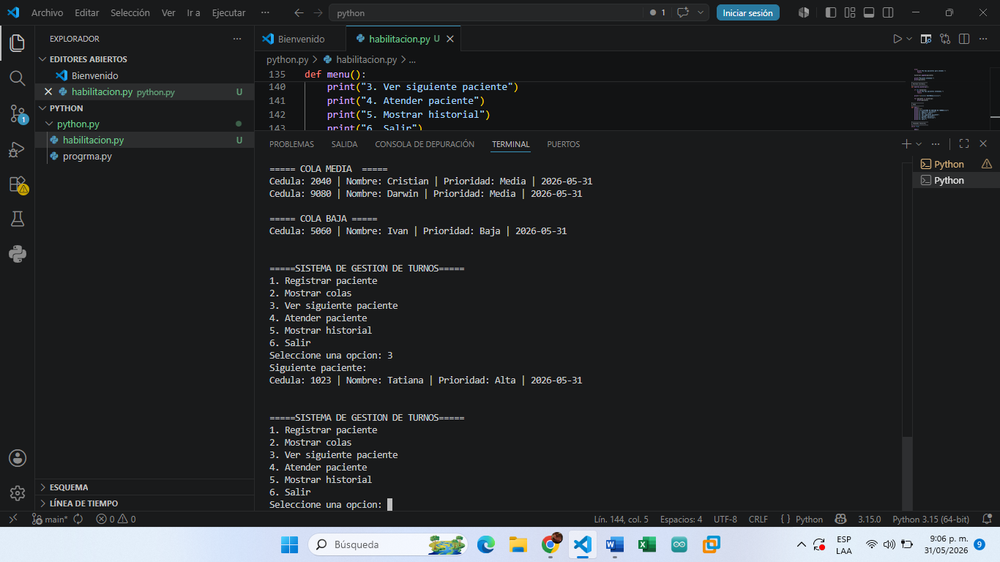 Archivo Editar Selección Ver Ir a Ejecutar ··· python 1 Iniciar sesión
EXPLORADOR ···
EDITORES ABIERTOS
Bienvenido
habilitacion.py python.py U
PYTHON
python.py
habilitacion.py U
progrma.py
ESQUEMA
LÍNEA DE TIEMPO
Bienvenido habilitacion.py U
python.py > habilitacion.py > ...
135 def menu():
140 print("3. Ver siguiente paciente")
141 print("4. Atender paciente")
142 print("5. Mostrar historial")
143 print("6. Salir")
PROBLEMAS SALIDA CONSOLA DE DEPURACIÓN TERMINAL PUERTOS
Python
Python
===== COLA MEDIA  =====
Cedula: 2040 | Nombre: Cristian | Prioridad: Media | 2026-05-31
Cedula: 9080 | Nombre: Darwin | Prioridad: Media | 2026-05-31
===== COLA BAJA =====
Cedula: 5060 | Nombre: Ivan | Prioridad: Baja | 2026-05-31
=====SISTEMA DE GESTION DE TURNOS=====
1. Registrar paciente
2. Mostrar colas
3. Ver siguiente paciente
4. Atender paciente
5. Mostrar historial
6. Salir
Seleccione una opcion: 3
Siguiente paciente:
Cedula: 1023 | Nombre: Tatiana | Prioridad: Alta | 2026-05-31
=====SISTEMA DE GESTION DE TURNOS=====
1. Registrar paciente
2. Mostrar colas
3. Ver siguiente paciente
4. Atender paciente
5. Mostrar historial
6. Salir
Seleccione una opcion:
main* 0 0 Lín. 144, col. 5 Espacios: 4 UTF-8 CRLF { } Python 3.15.0 Python 3.15 (64-bit)
Búsqueda
ESP
LAA
9:06 p. m.
31/05/2026
9